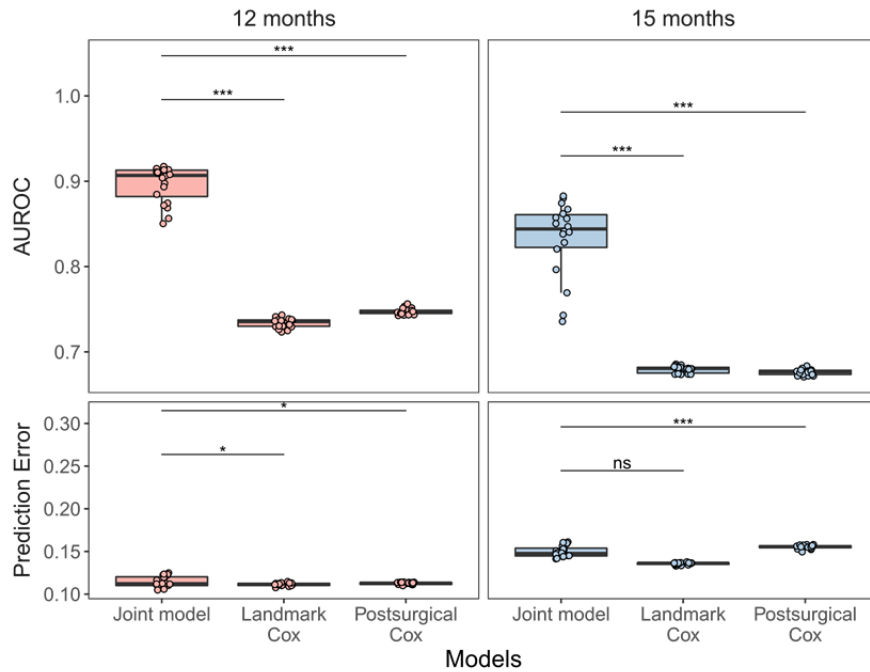 12 months
15 months
AUROC
1.0
0.9
0.8
0.7
***
***
***
***
Prediction Error
0.30
0.25
0.20
0.15
0.10
*
*
***
ns
Joint model
Landmark
Cox
Postsurgical
Cox
Joint model
Landmark
Cox
Postsurgical
Cox
Models